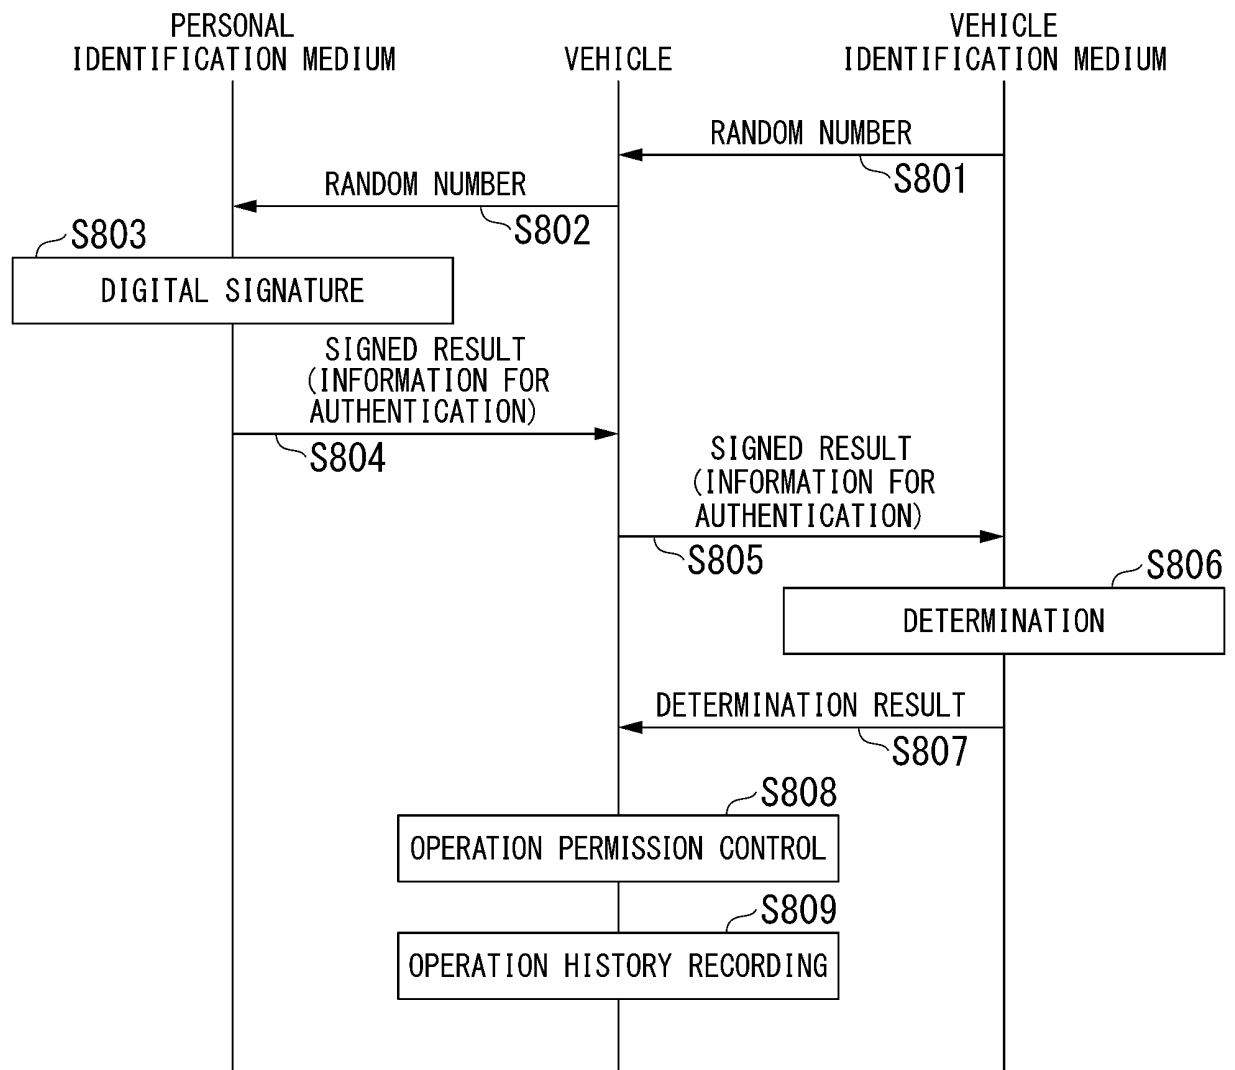 PERSONAL
IDENTIFICATION MEDIUM
VEHICLE
VEHICLE
IDENTIFICATION MEDIUM
RANDOM NUMBER
S801
RANDOM NUMBER
S802
S803
DIGITAL SIGNATURE
SIGNED RESULT
(INFORMATION FOR
AUTHENTICATION)
S804
SIGNED RESULT
(INFORMATION FOR
AUTHENTICATION)
S805
S806
DETERMINATION
DETERMINATION RESULT
S807
S808
OPERATION PERMISSION CONTROL
S809
OPERATION HISTORY RECORDING